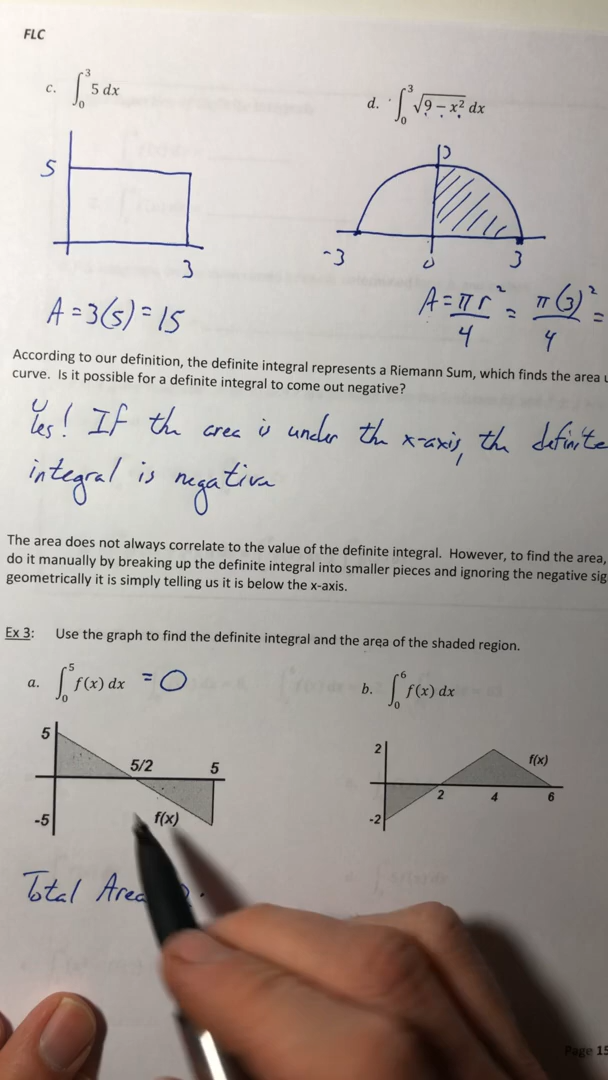 FLC
c. ∫₀³ 5 dx
d. ∫₀³ √(9 − x²) dx
5
3
A = 3(5) = 15
3
-3 0 3
A = πr²/4 = π(3)²/4 =
According to our definition, the definite integral represents a Riemann Sum, which finds the area
curve. Is it possible for a definite integral to come out negative?
Yes! If the area is under the x-axis, the definite
integral is negative
The area does not always correlate to the value of the definite integral. However, to find the area,
do it manually by breaking up the definite integral into smaller pieces and ignoring the negative
geometrically it is simply telling us it is below the x-axis.
Ex 3: Use the graph to find the definite integral and the area of the shaded region.
a. ∫₀⁵ f(x) dx = 0
b. ∫₀⁶ f(x) dx
5
5/2 5
-5
f(x)
2
f(x)
2 4 6
-2
Total Area
Page 15